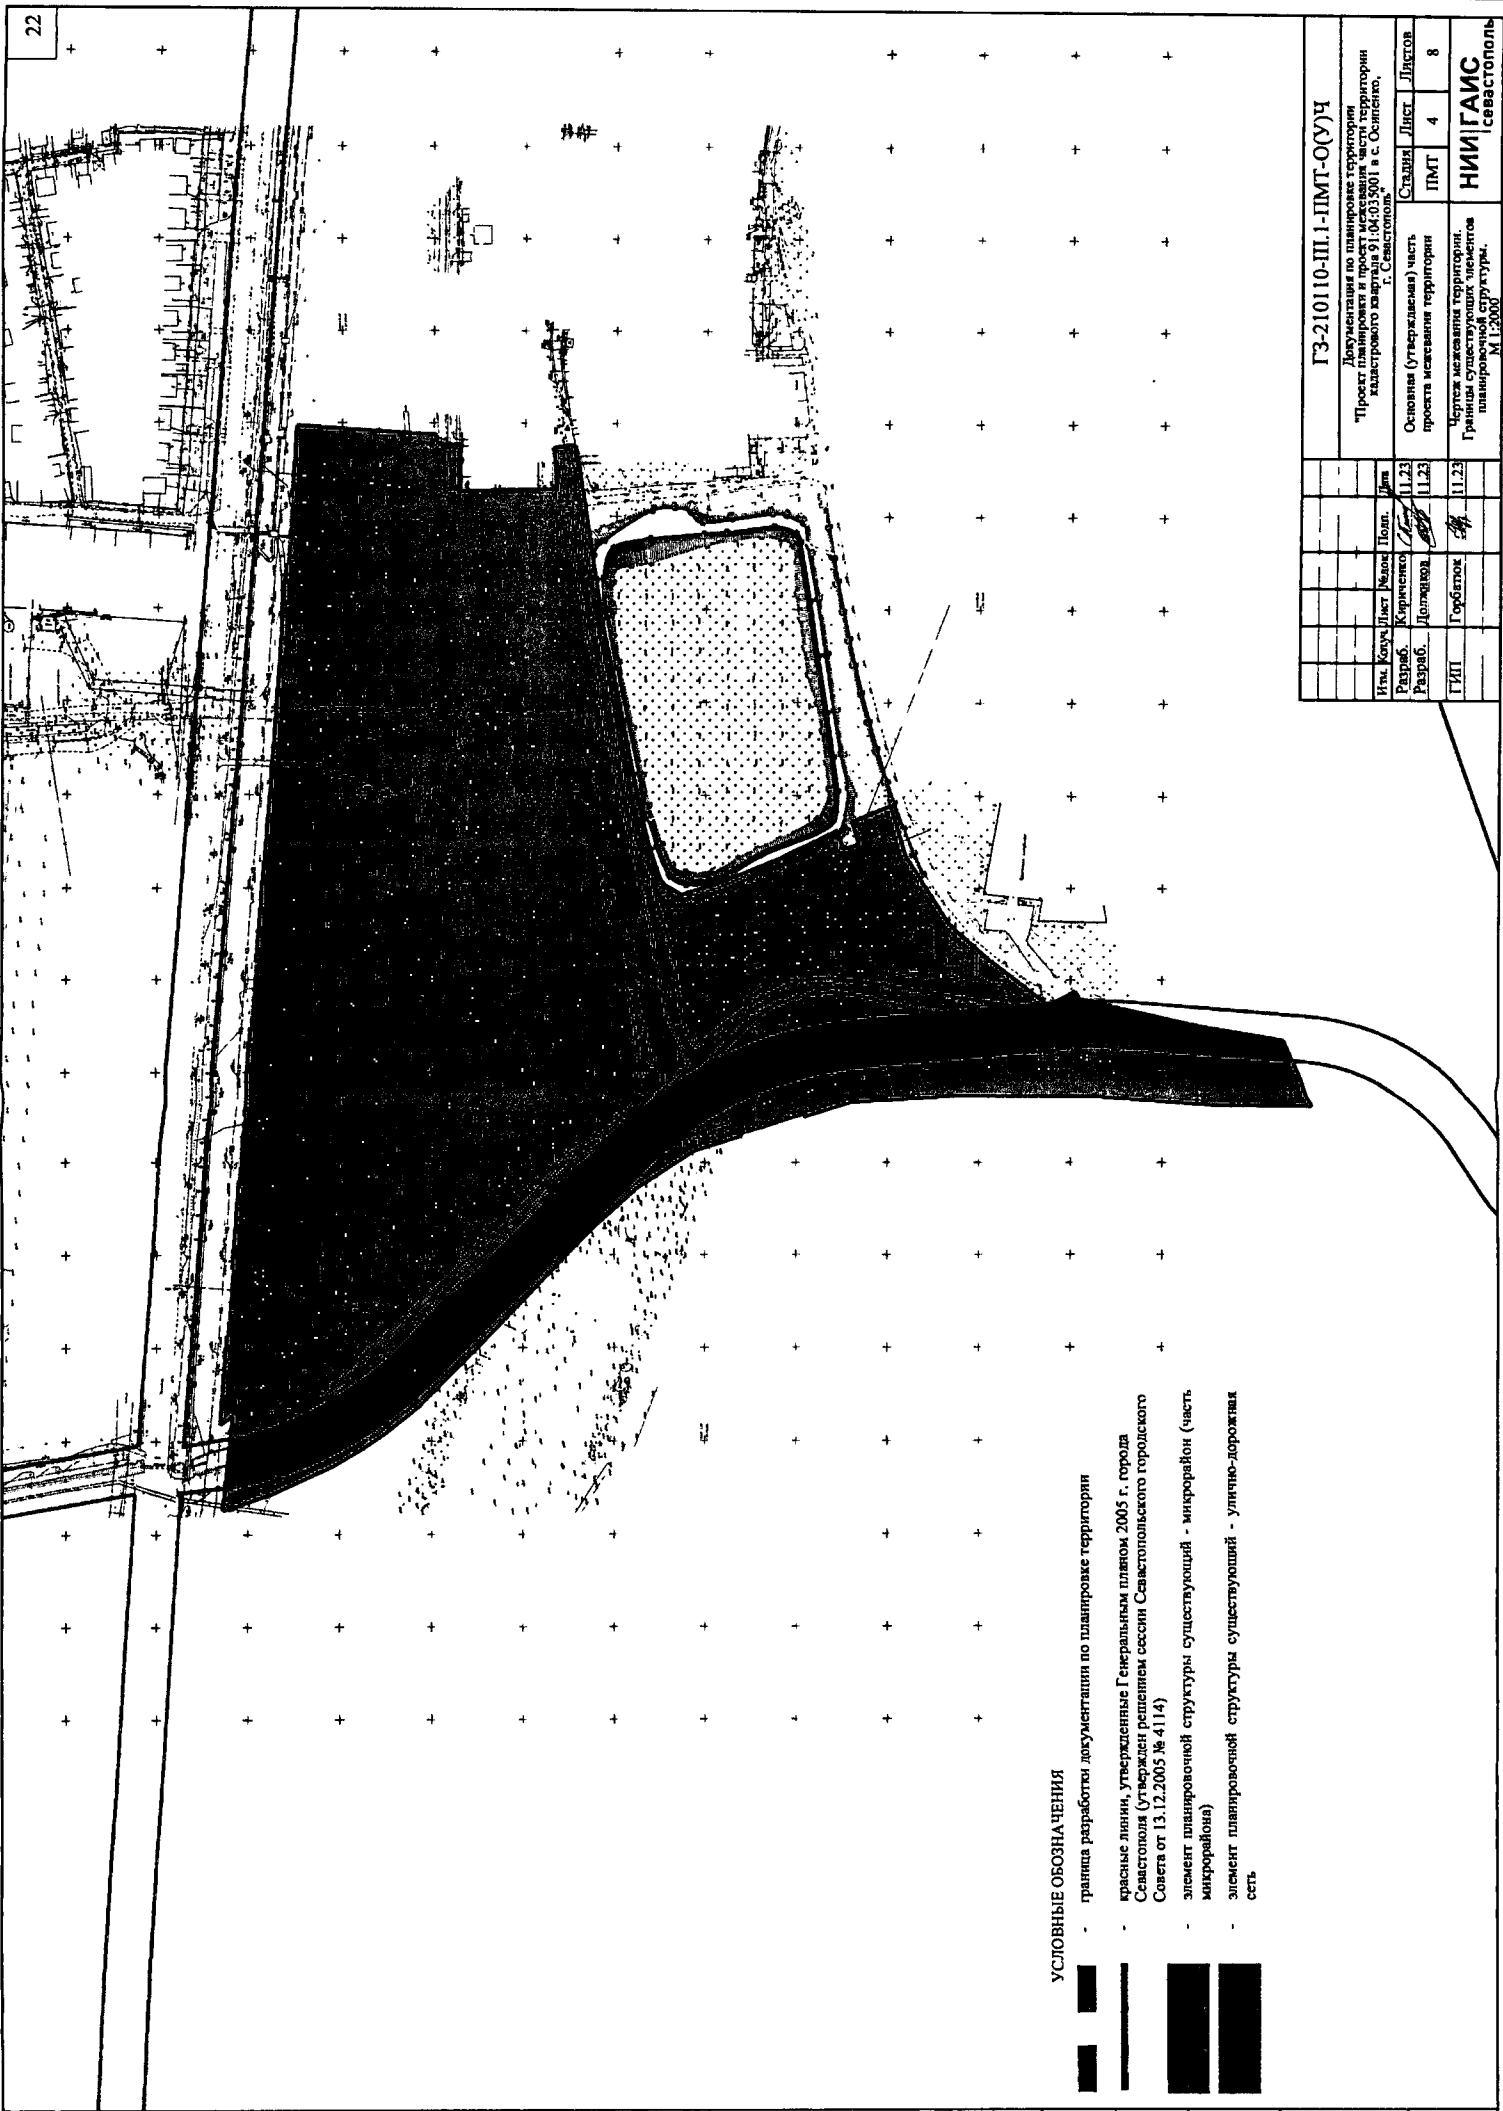 22
УСЛОВНЫЕ ОБОЗНАЧЕНИЯ
- граница разработки документации по планировке территории
- красные линии, утвержденные Генеральным планом 2005 г. города
Севастополя (утвержден решением сессии Севастопольского городского
Совета от 13.12.2005 № 4114)
- элемент планировочной структуры существующий - микрорайон (часть
микрорайона)
- элемент планировочной структуры существующий - улично-дорожная
сеть
ГЗ-210110-III.1-ПМТ-О(У)Ч
Документация по планировке территории
"Проект планировки и проект межевания части территории
кадастрового квартала 91:04:035001 в с. Осипенко,
г. Севастополь"
Изм. Кол.уч Лист №док Подп. Дата
Разраб. Кириченко 11.23
Разраб. Должикова 11.23
ГИП Горбатюк 11.23
Основная (утверждаемая) часть
проекта межевания территории
Стадия Лист Листов
ПМТ 4 8
Чертеж межевания территории.
Границы существующих элементов
планировочной структуры.
М 1:2000
НИИ ГАИС
севастополь